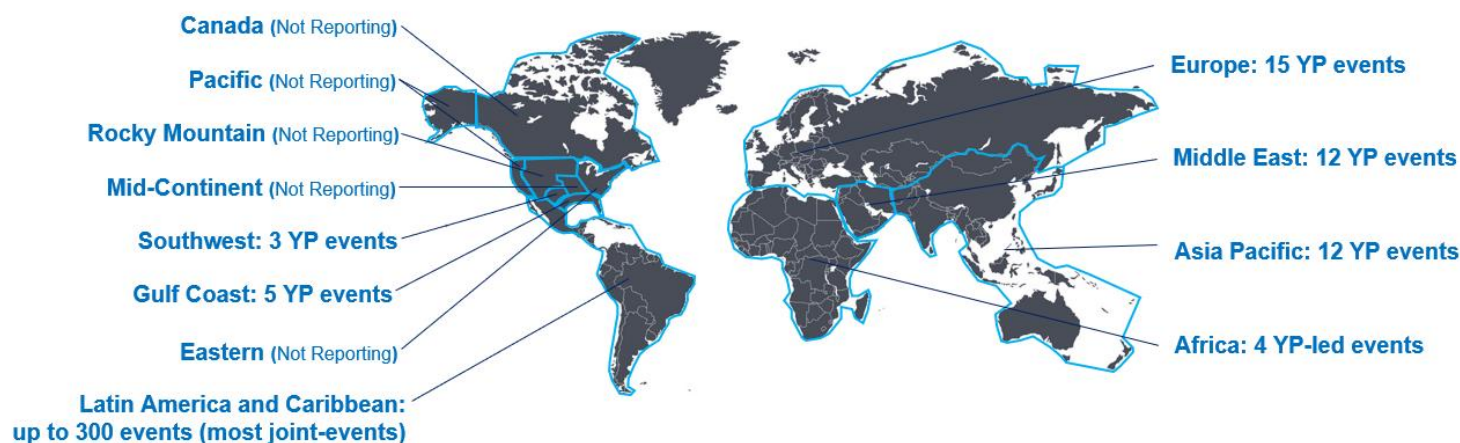 Canada (Not Reporting)
Pacific (Not Reporting)
Rocky Mountain (Not Reporting)
Mid-Continent (Not Reporting)
Southwest: 3 YP events
Gulf Coast: 5 YP events
Eastern (Not Reporting)
Latin America and Caribbean:
up to 300 events (most joint-events)
Europe: 15 YP events
Middle East: 12 YP events
Asia Pacific: 12 YP events
Africa: 4 YP-led events